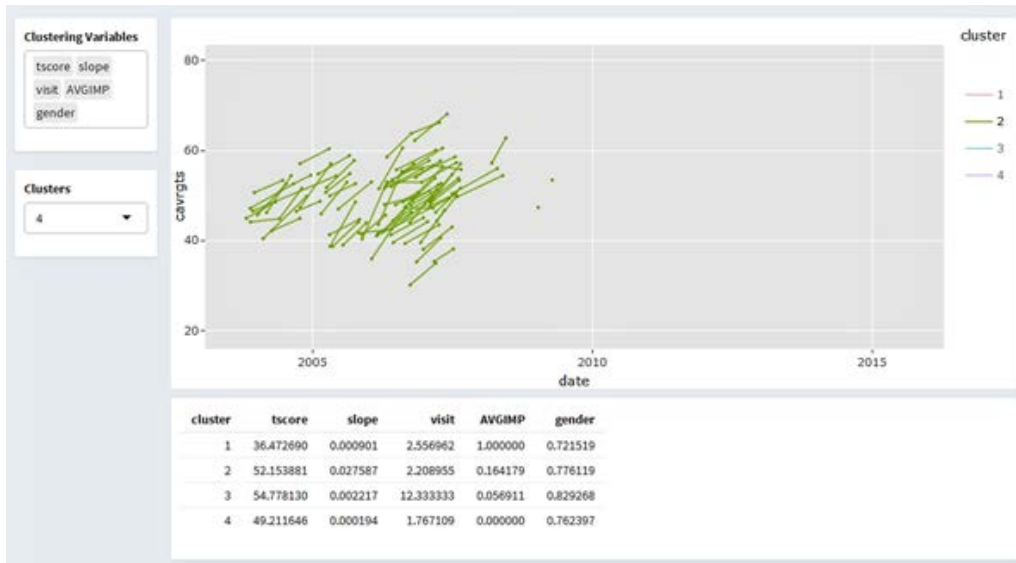 Clustering Variables
tscore slope
visit AVGIMP
gender
Clusters
4
cavrgts
80
60
40
20
2005 2010 2015
date
cluster
1
2
3
4
cluster tscore slope visit AVGIMP gender
1 36.472690 0.000901 2.556962 1.000000 0.721519
2 52.153881 0.027587 2.208955 0.164179 0.776119
3 54.778130 0.002217 12.333333 0.056911 0.829268
4 49.211646 0.000194 1.767109 0.000000 0.762397